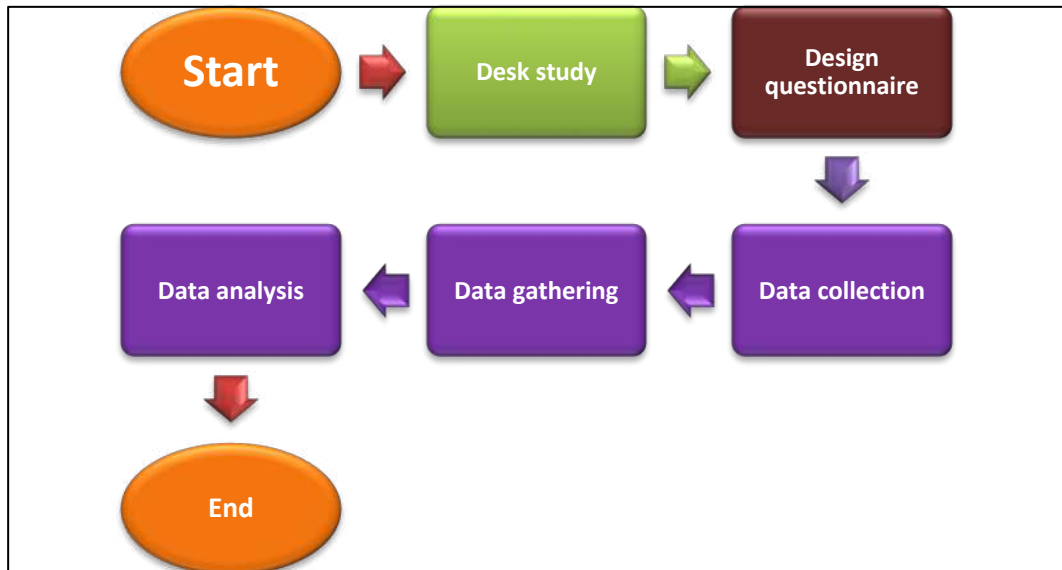 Start
Desk study
Design
questionnaire
Data collection
Data gathering
Data analysis
End